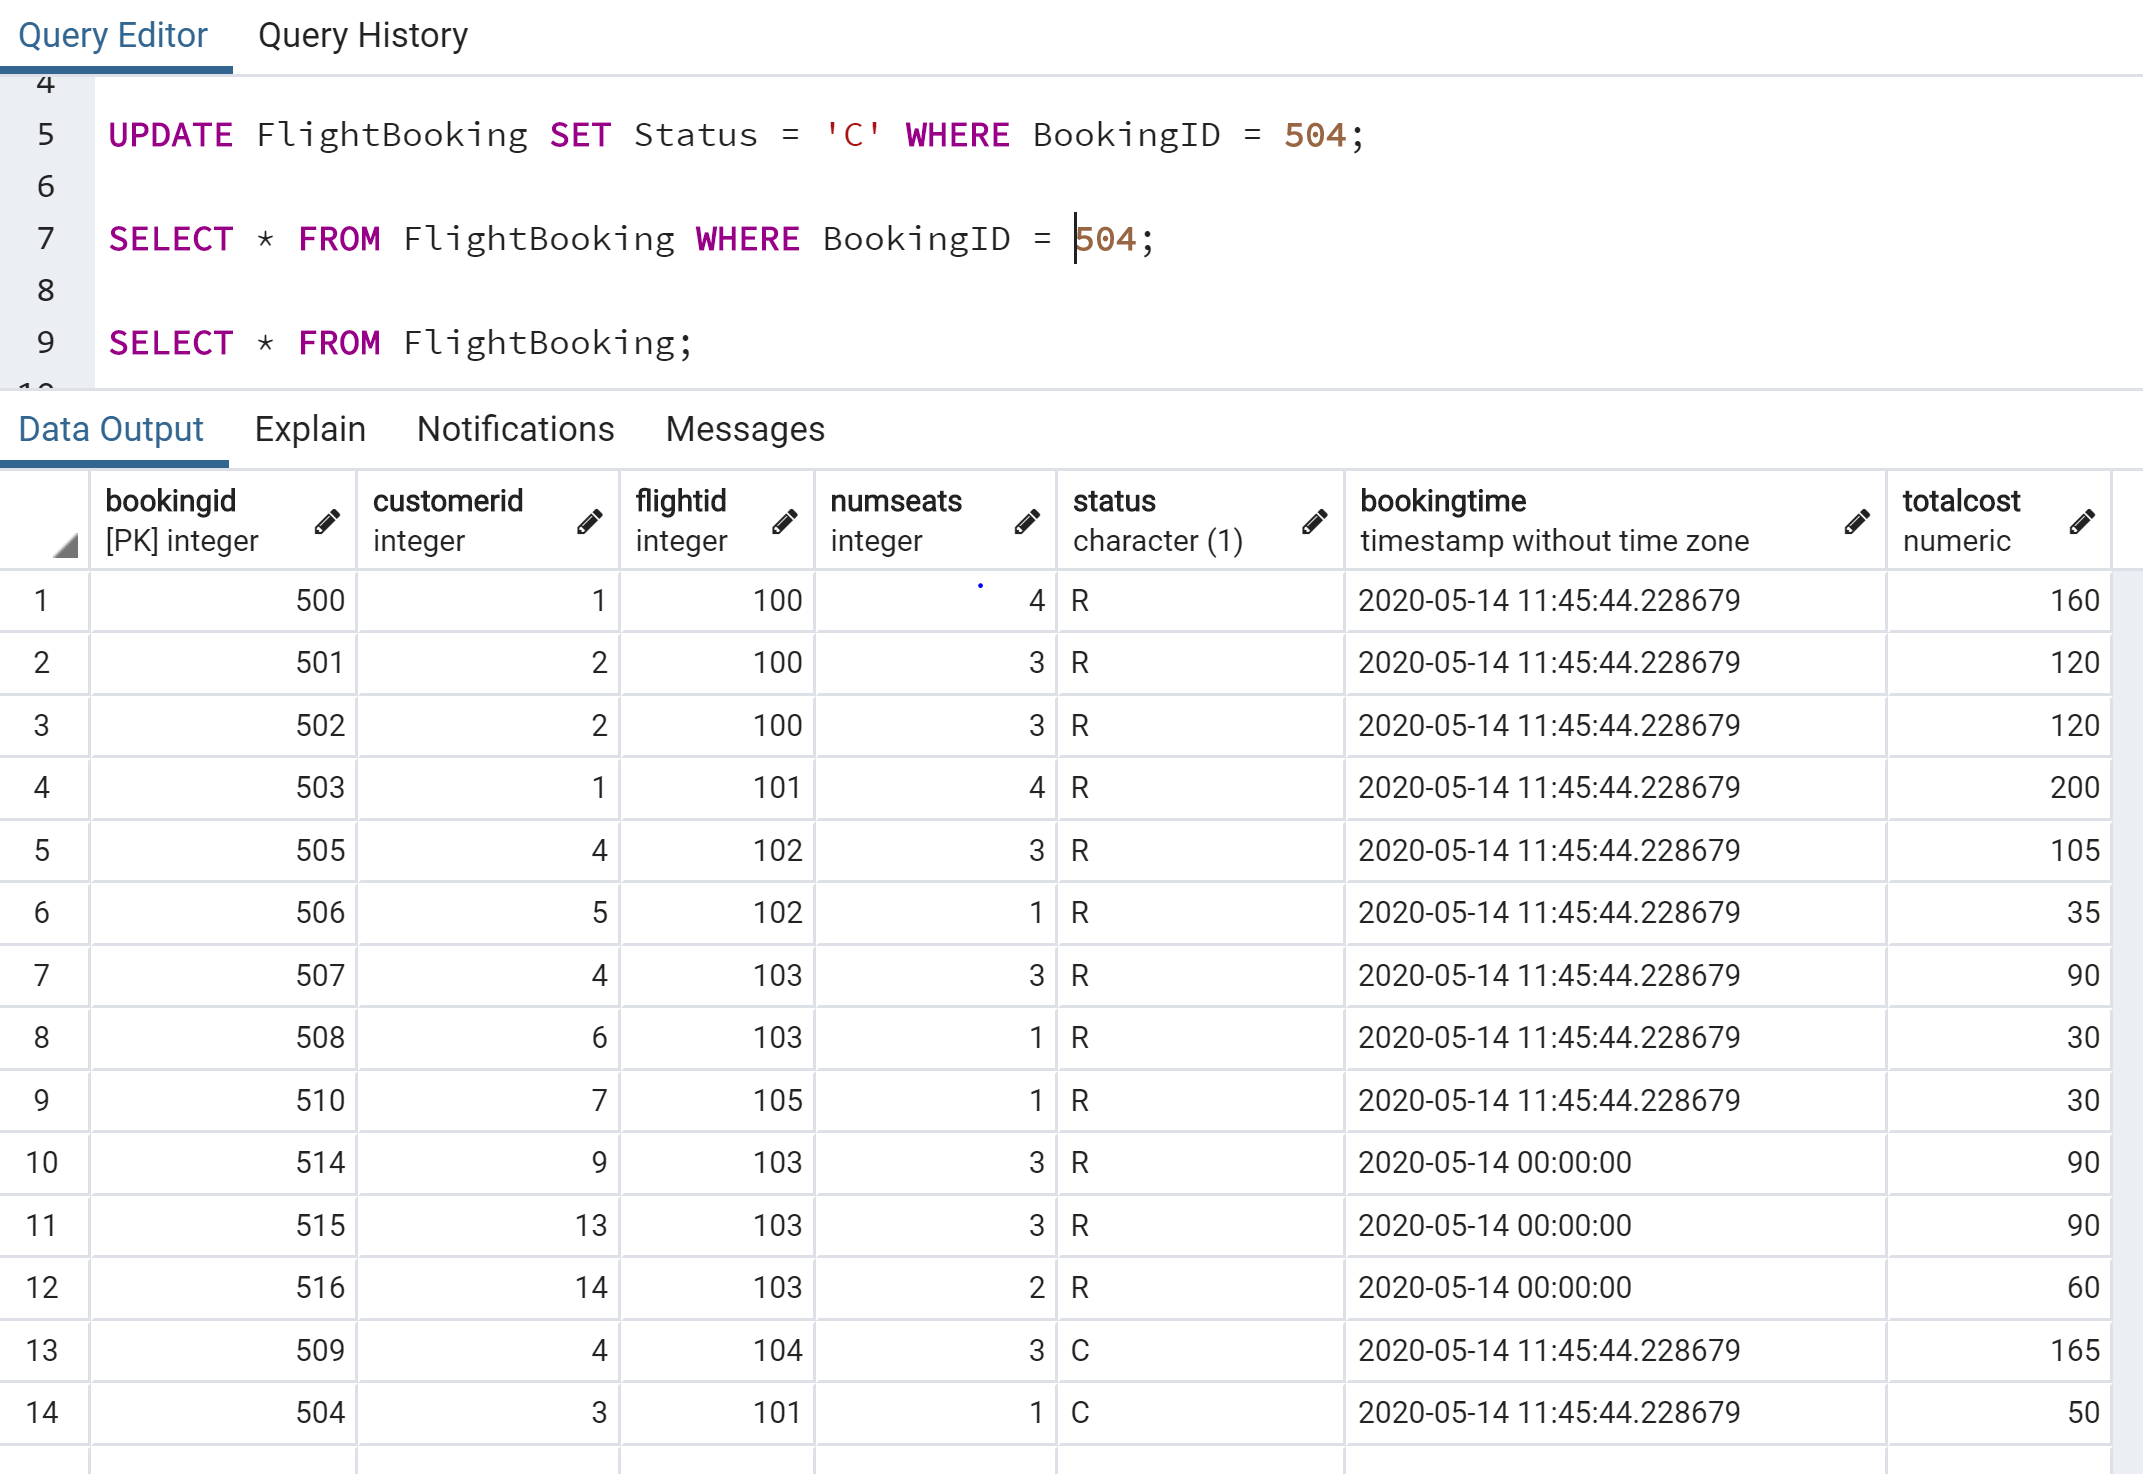 Query Editor Query History
4
5 UPDATE FlightBooking SET Status = 'C' WHERE BookingID = 504;
6
7 SELECT * FROM FlightBooking WHERE BookingID = 504;
8
9 SELECT * FROM FlightBooking;
10
Data Output Explain Notifications Messages
bookingid customerid flightid numseats status bookingtime totalcost
[PK] integer integer integer integer character (1) timestamp without time zone numeric
1 500 1 100 4 R 2020-05-14 11:45:44.228679 160
2 501 2 100 3 R 2020-05-14 11:45:44.228679 120
3 502 2 100 3 R 2020-05-14 11:45:44.228679 120
4 503 1 101 4 R 2020-05-14 11:45:44.228679 200
5 505 4 102 3 R 2020-05-14 11:45:44.228679 105
6 506 5 102 1 R 2020-05-14 11:45:44.228679 35
7 507 4 103 3 R 2020-05-14 11:45:44.228679 90
8 508 6 103 1 R 2020-05-14 11:45:44.228679 30
9 510 7 105 1 R 2020-05-14 11:45:44.228679 30
10 514 9 103 3 R 2020-05-14 00:00:00 90
11 515 13 103 3 R 2020-05-14 00:00:00 90
12 516 14 103 2 R 2020-05-14 00:00:00 60
13 509 4 104 3 C 2020-05-14 11:45:44.228679 165
14 504 3 101 1 C 2020-05-14 11:45:44.228679 50